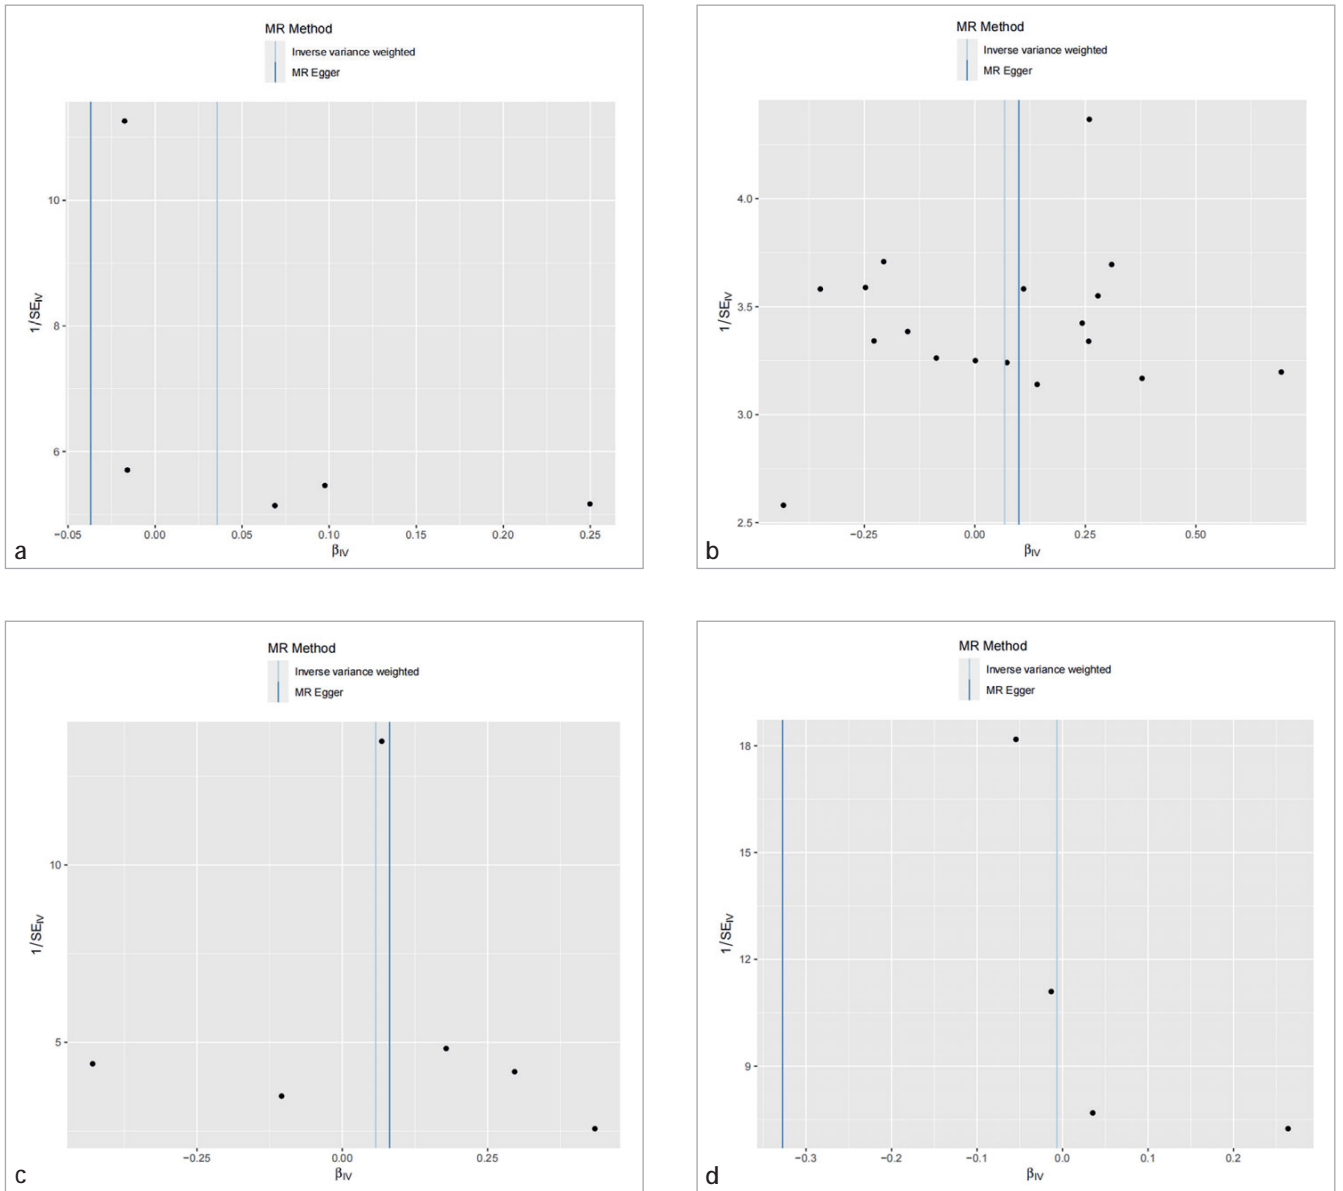 MR Method
Inverse variance weighted
MR Egger
10
8
6
1/SE_IV
−0.05 0.00 0.05 0.10 0.15 0.20 0.25
β_IV
a
MR Method
Inverse variance weighted
MR Egger
4.0
3.5
3.0
2.5
1/SE_IV
−0.25 0.00 0.25 0.50
β_IV
b
MR Method
Inverse variance weighted
MR Egger
10
5
1/SE_IV
−0.25 0.00 0.25
β_IV
c
MR Method
Inverse variance weighted
MR Egger
18
15
12
9
1/SE_IV
−0.3 −0.2 −0.1 0.0 0.1 0.2
β_IV
d